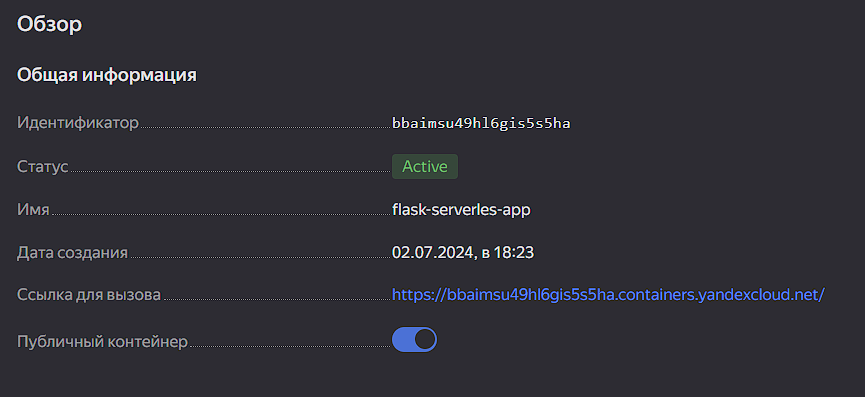 Обзор
Общая информация
Идентификатор bbaimsu49hl6gis5s5ha
Статус Active
Имя flask-serverles-app
Дата создания 02.07.2024, в 18:23
Ссылка для вызова https://bbaimsu49hl6gis5s5ha.containers.yandexcloud.net/
Публичный контейнер